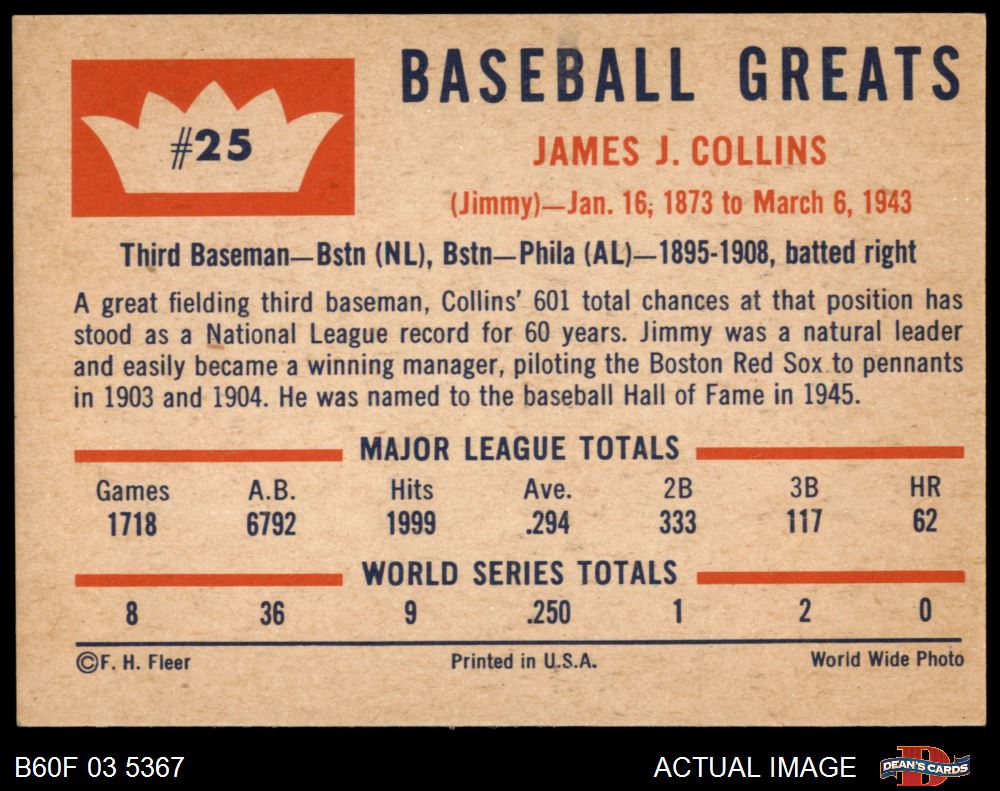 #25
BASEBALL GREATS
JAMES J. COLLINS
(Jimmy)—Jan. 16, 1873 to March 6, 1943
Third Baseman—Bstn (NL), Bstn—Phila (AL)—1895-1908, batted right
A great fielding third baseman, Collins' 601 total chances at that position has
stood as a National League record for 60 years. Jimmy was a natural leader
and easily became a winning manager, piloting the Boston Red Sox to pennants
in 1903 and 1904. He was named to the baseball Hall of Fame in 1945.
MAJOR LEAGUE TOTALS
Games A.B. Hits Ave. 2B 3B HR
1718 6792 1999 .294 333 117 62
WORLD SERIES TOTALS
8 36 9 .250 1 2 0
©F. H. Fleer Printed in U.S.A. World Wide Photo
B60F 03 5367 ACTUAL IMAGE D DEAN'S CARDS